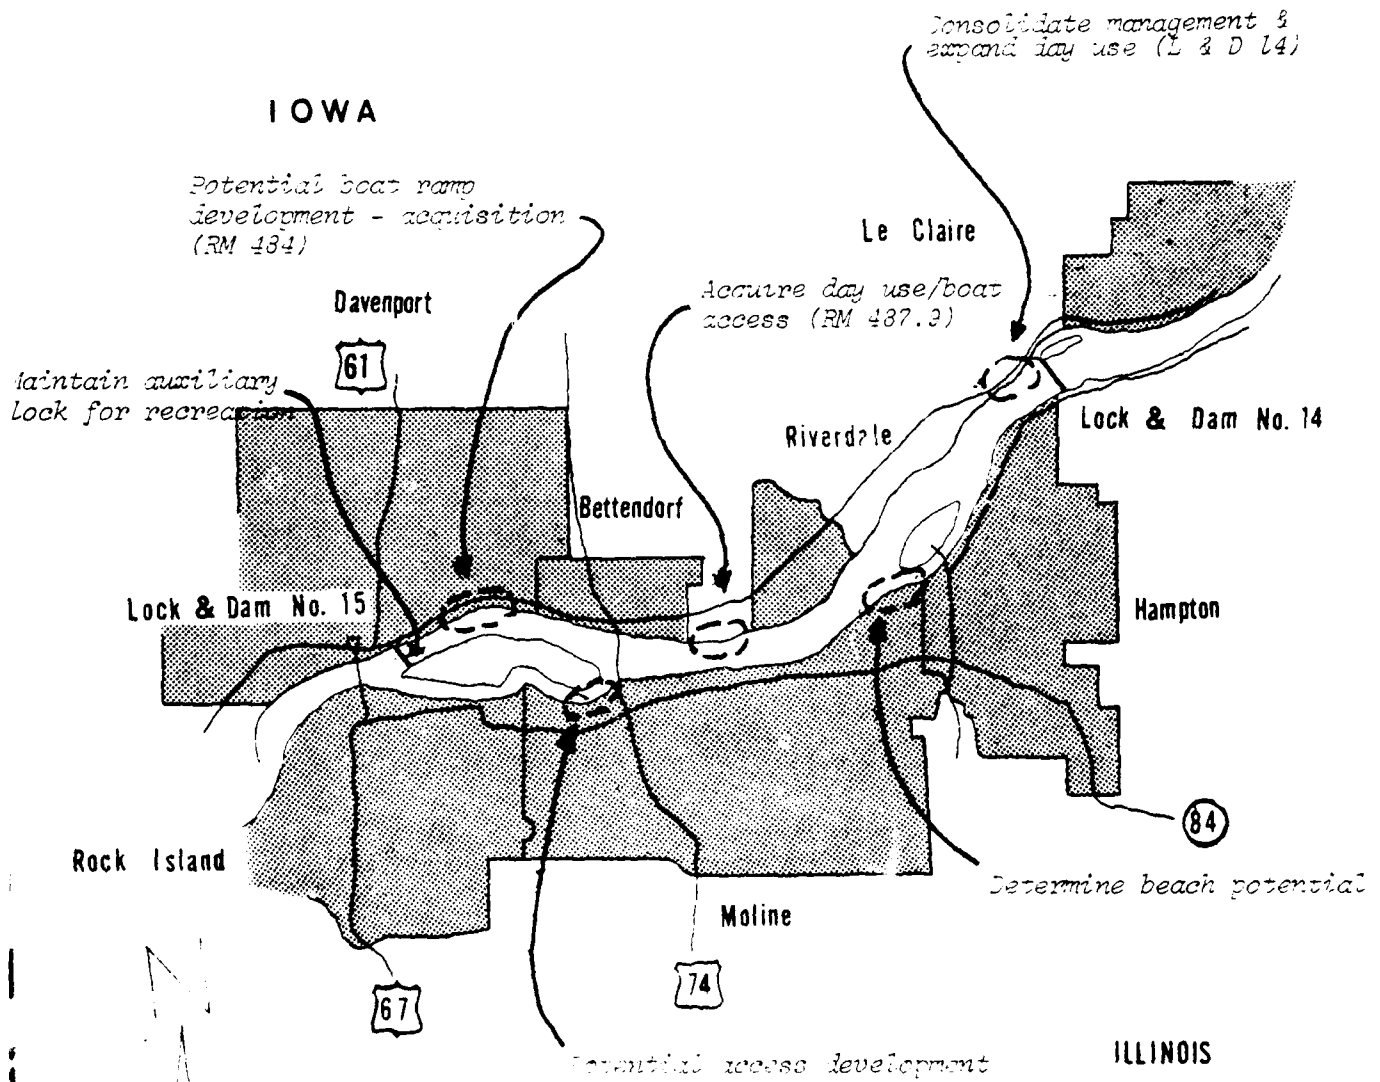 Consolidate management &
expand day use (L & D 14)
IOWA
Potential boat ramp
development - acquisition
(RM 484)
Le Claire
Acquire day use/boat
access (RM 487.9)
Davenport
61
Maintain auxiliary
lock for recreation
Lock & Dam No. 14
Riverdale
Bettendorf
Lock & Dam No. 15
Hampton
84
Rock Island
Determine beach potential
Moline
74
67
Potential access development
ILLINOIS